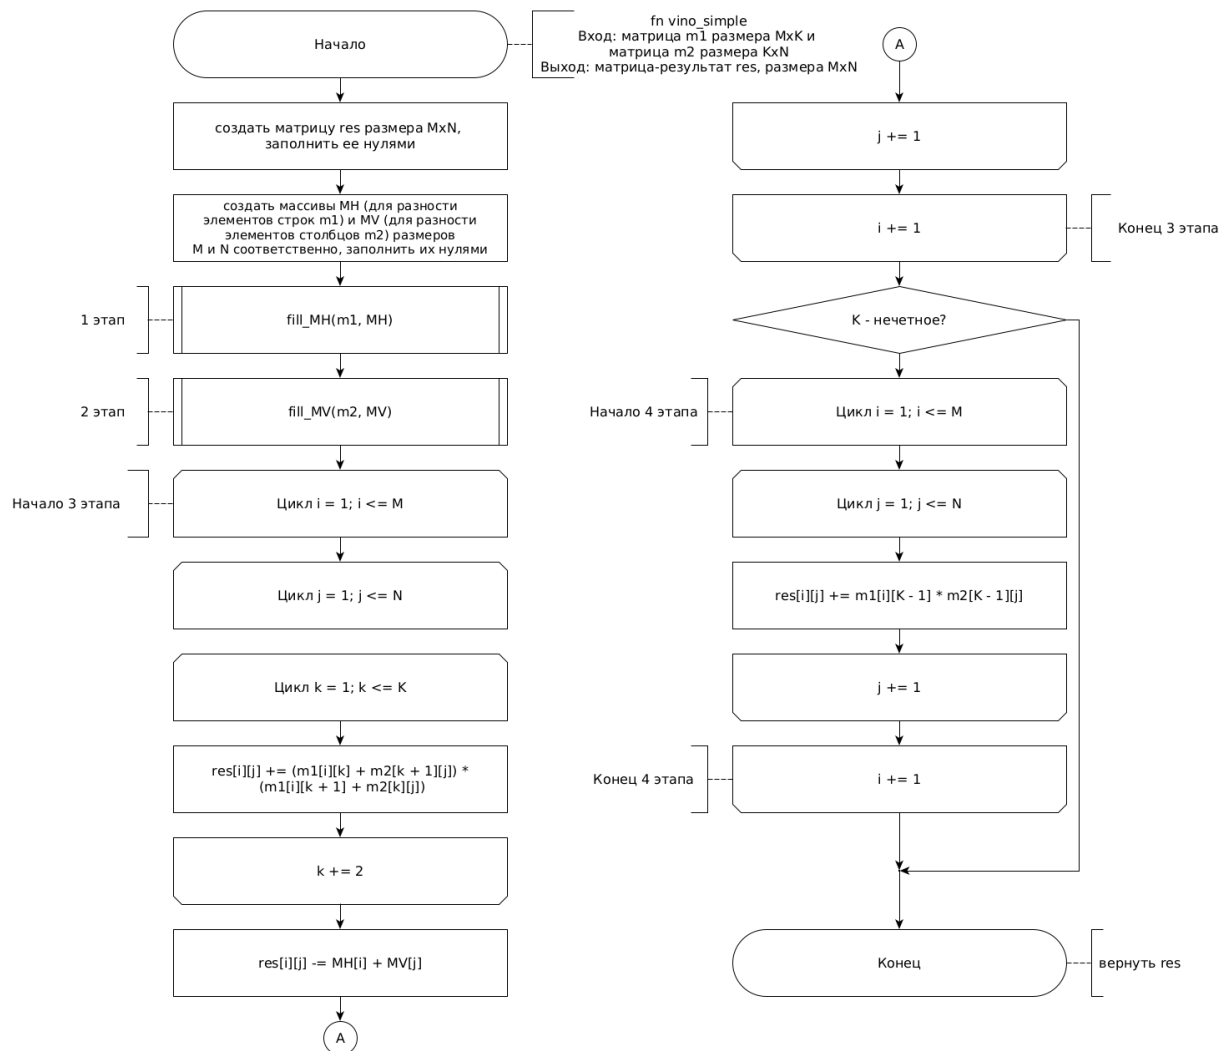 Начало
fn vino_simple
Вход: матрица m1 размера MxK и
матрица m2 размера KxN
Выход: матрица-результат res, размера MxN
создать матрицу res размера MxN,
заполнить ее нулями
создать массивы MH (для разности
элементов строк m1) и MV (для разности
элементов столбцов m2) размеров
M и N соответственно, заполнить их нулями
1 этап
fill_MH(m1, MH)
2 этап
fill_MV(m2, MV)
Начало 3 этапа
Цикл i = 1; i <= M
Цикл j = 1; j <= N
Цикл k = 1; k <= K
res[i][j] += (m1[i][k] + m2[k + 1][j]) *
(m1[i][k + 1] + m2[k][j])
k += 2
res[i][j] -= MH[i] + MV[j]
A
A
j += 1
i += 1
Конец 3 этапа
K - нечетное?
Начало 4 этапа
Цикл i = 1; i <= M
Цикл j = 1; j <= N
res[i][j] += m1[i][K - 1] * m2[K - 1][j]
j += 1
Конец 4 этапа
i += 1
Конец
вернуть res